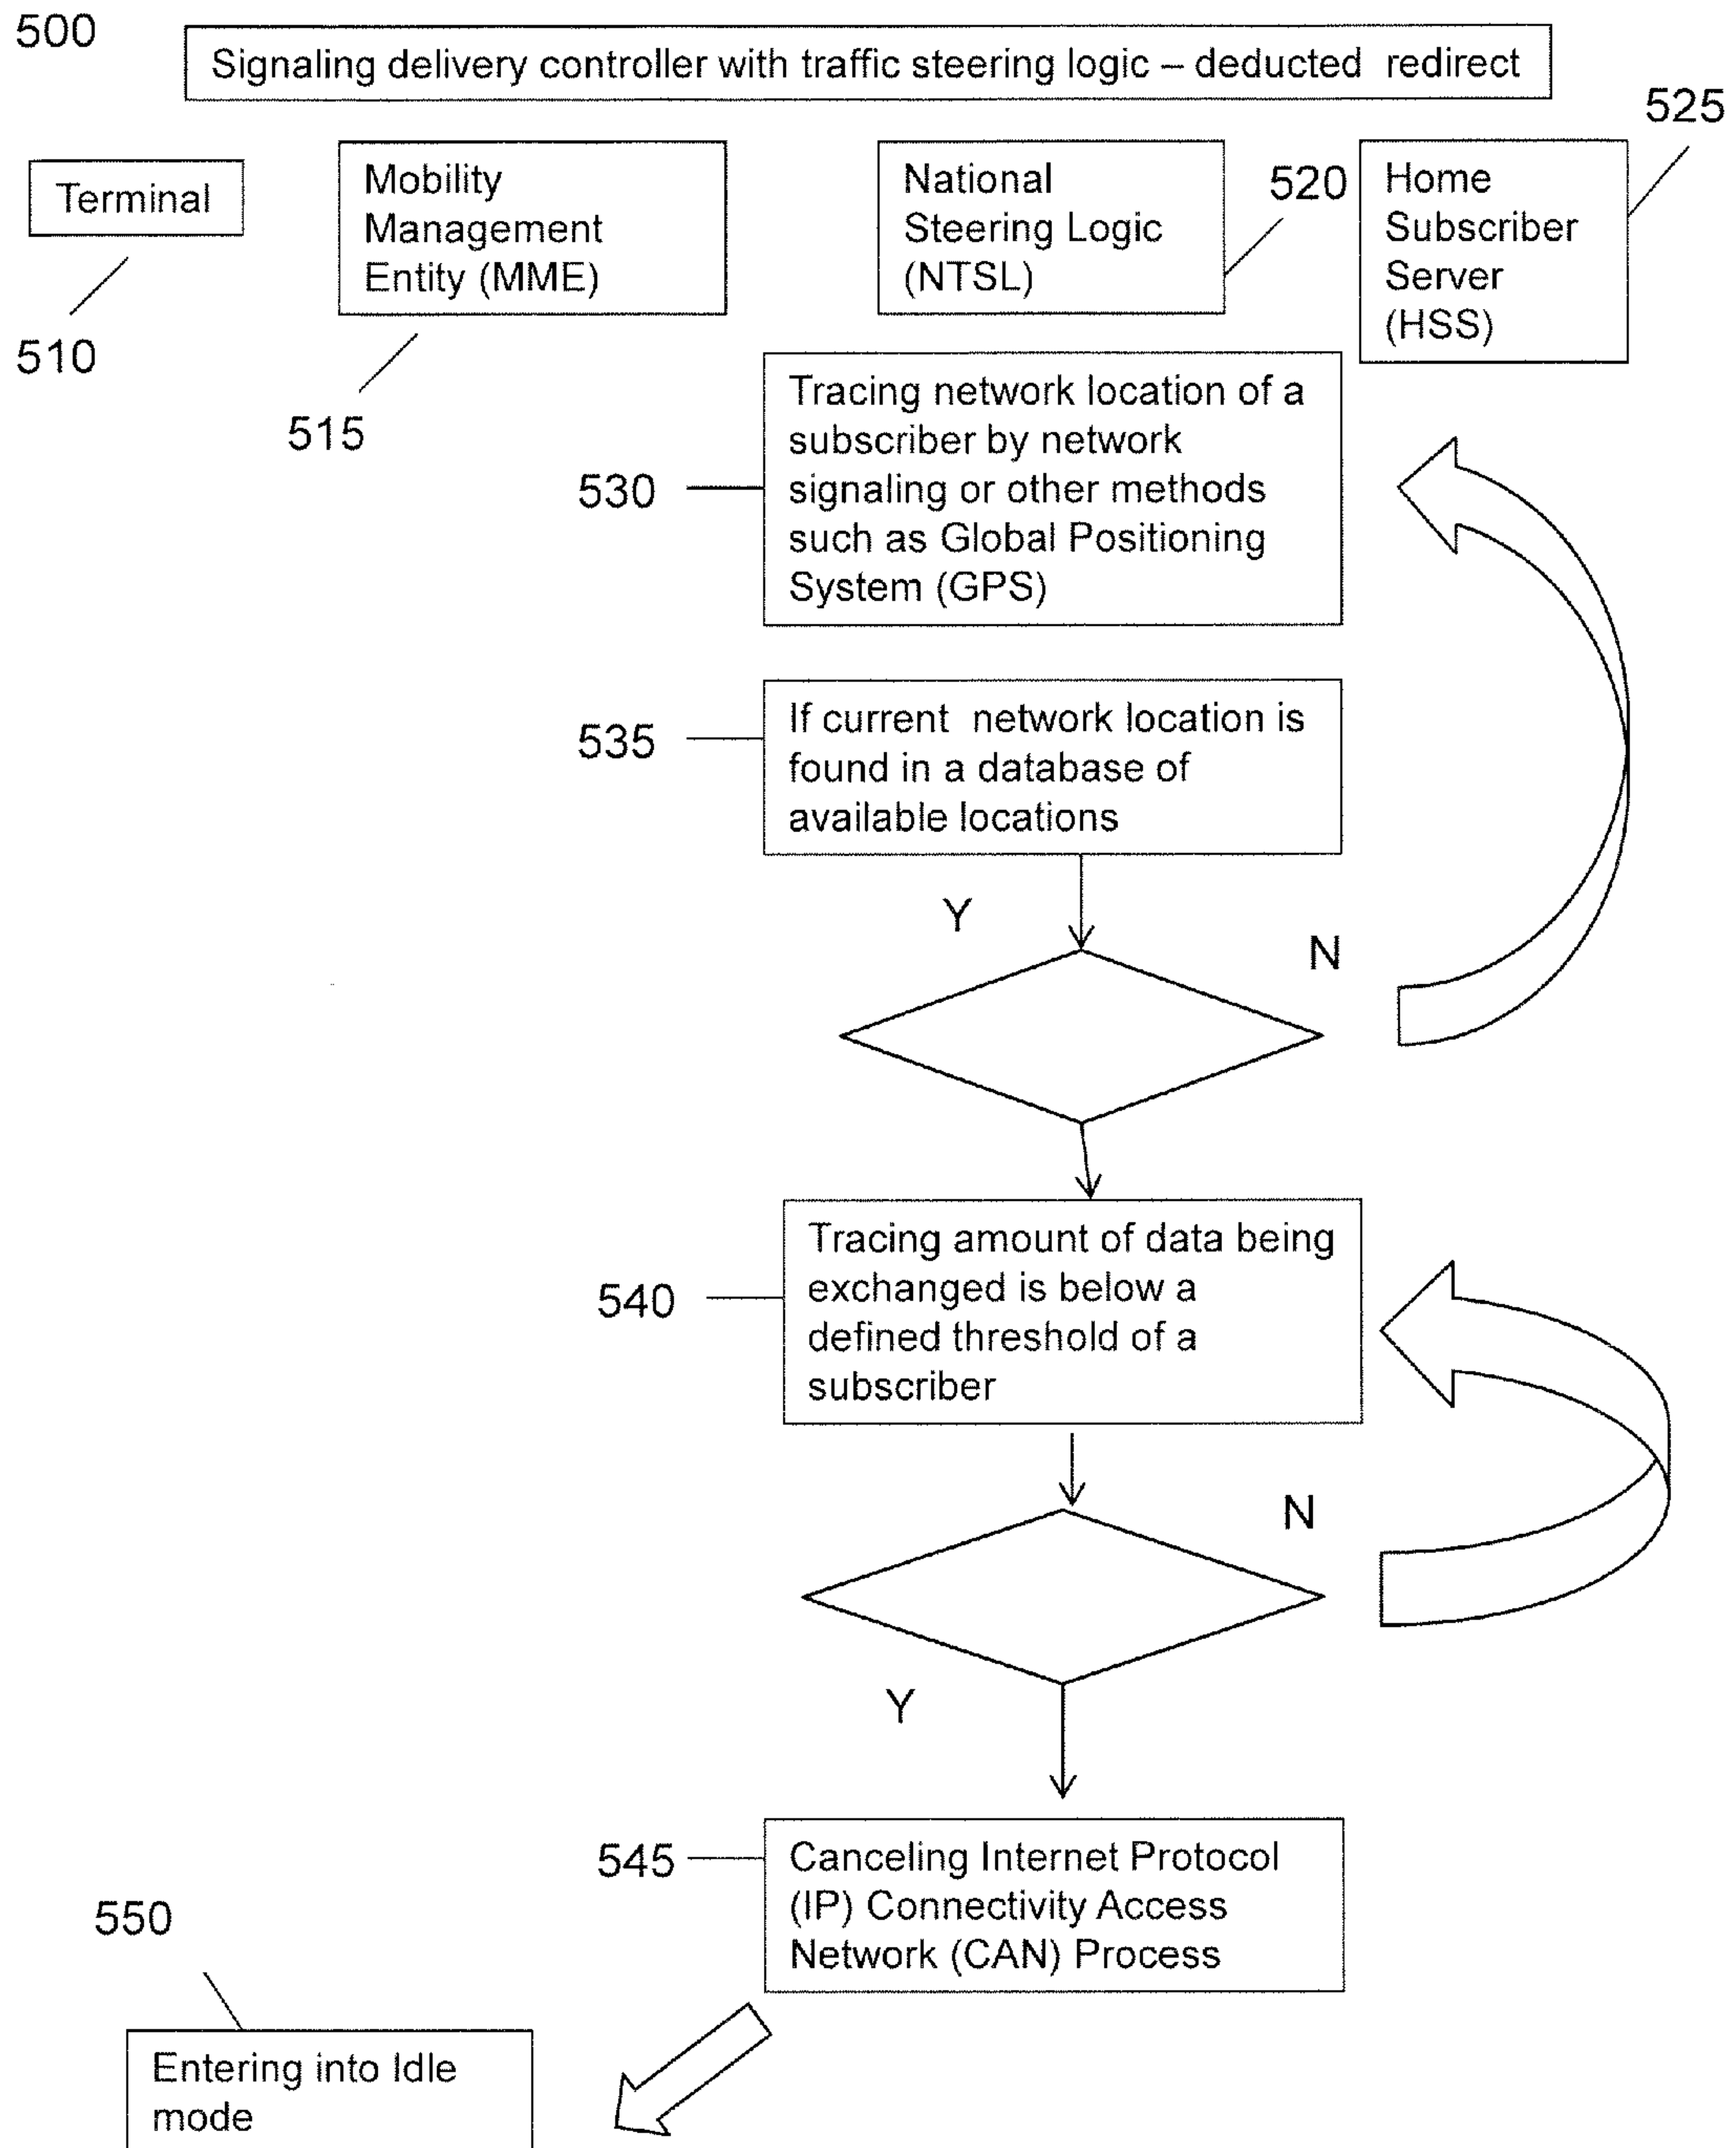 500
Signaling delivery controller with traffic steering logic – deducted redirect
525
Terminal
510
Mobility
Management
Entity (MME)
515
National
Steering Logic
(NTSL)
520
Home
Subscriber
Server
(HSS)
530
Tracing network location of a
subscriber by network
signaling or other methods
such as Global Positioning
System (GPS)
535
If current network location is
found in a database of
available locations
Y
N
540
Tracing amount of data being
exchanged is below a
defined threshold of a
subscriber
N
Y
545
Canceling Internet Protocol
(IP) Connectivity Access
Network (CAN) Process
550
Entering into Idle
mode